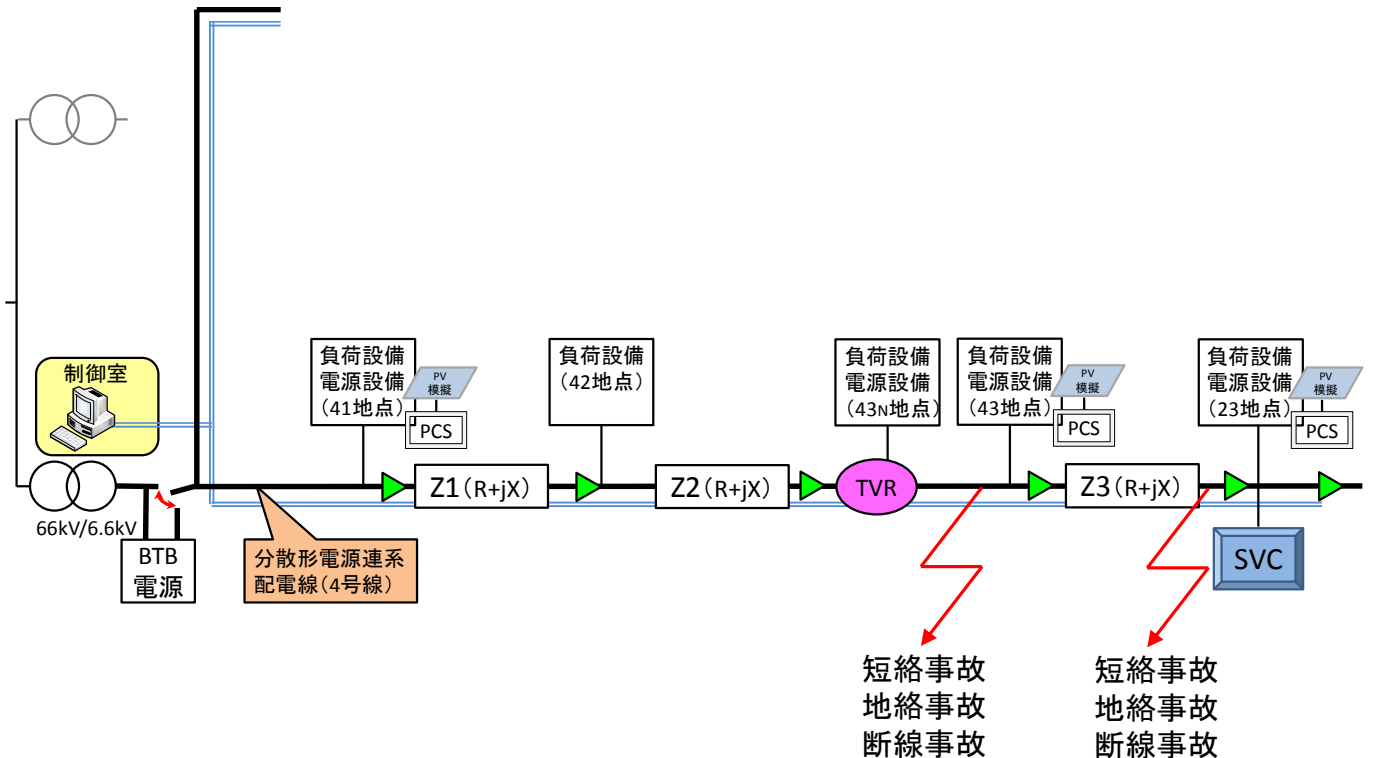 制御室
66kV/6.6kV
BTB
電源
分散形電源連系
配電線(4号線)
負荷設備
電源設備
(41地点)
PV
模擬
PCS
Z1(R+jX)
負荷設備
(42地点)
Z2(R+jX)
負荷設備
電源設備
(43N地点)
TVR
負荷設備
電源設備
(43地点)
PV
模擬
PCS
Z3(R+jX)
負荷設備
電源設備
(23地点)
PV
模擬
PCS
SVC
短絡事故
地絡事故
断線事故
短絡事故
地絡事故
断線事故